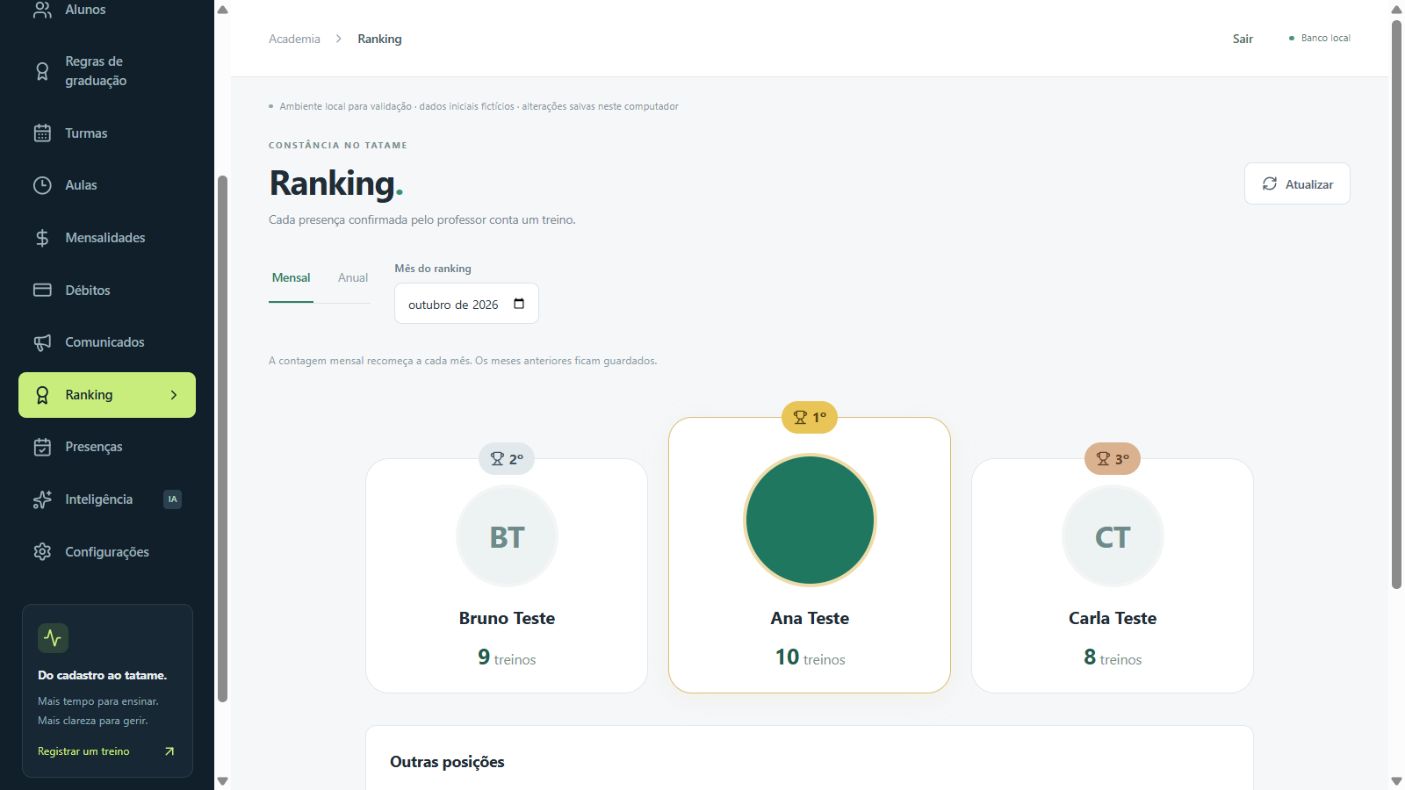 Alunos
Regras de
graduação
Turmas
Aulas
Mensalidades
Débitos
Comunicados
Ranking
Presenças
Inteligência IA
Configurações
Do cadastro ao tatame.
Mais tempo para ensinar.
Mais clareza para gerir.
Registrar um treino
Academia Ranking
Sair
Banco local
Ambiente local para validação · dados iniciais fictícios · alterações salvas neste computador
CONSTÂNCIA NO TATAME
Ranking.
Atualizar
Cada presença confirmada pelo professor conta um treino.
Mensal
Anual
Mês do ranking
outubro de 2026
A contagem mensal recomeça a cada mês. Os meses anteriores ficam guardados.
2º
BT
Bruno Teste
9 treinos
1º
Ana Teste
10 treinos
3º
CT
Carla Teste
8 treinos
Outras posições